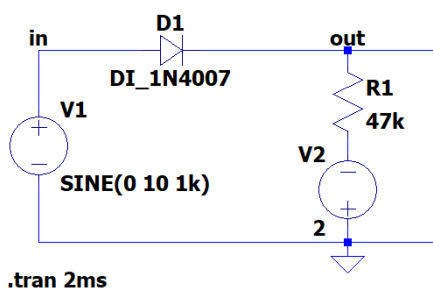 D1
in
out
DI_1N4007
R1
47k
V1
+
−
SINE(0 10 1k)
V2
−
+
2
.tran 2ms